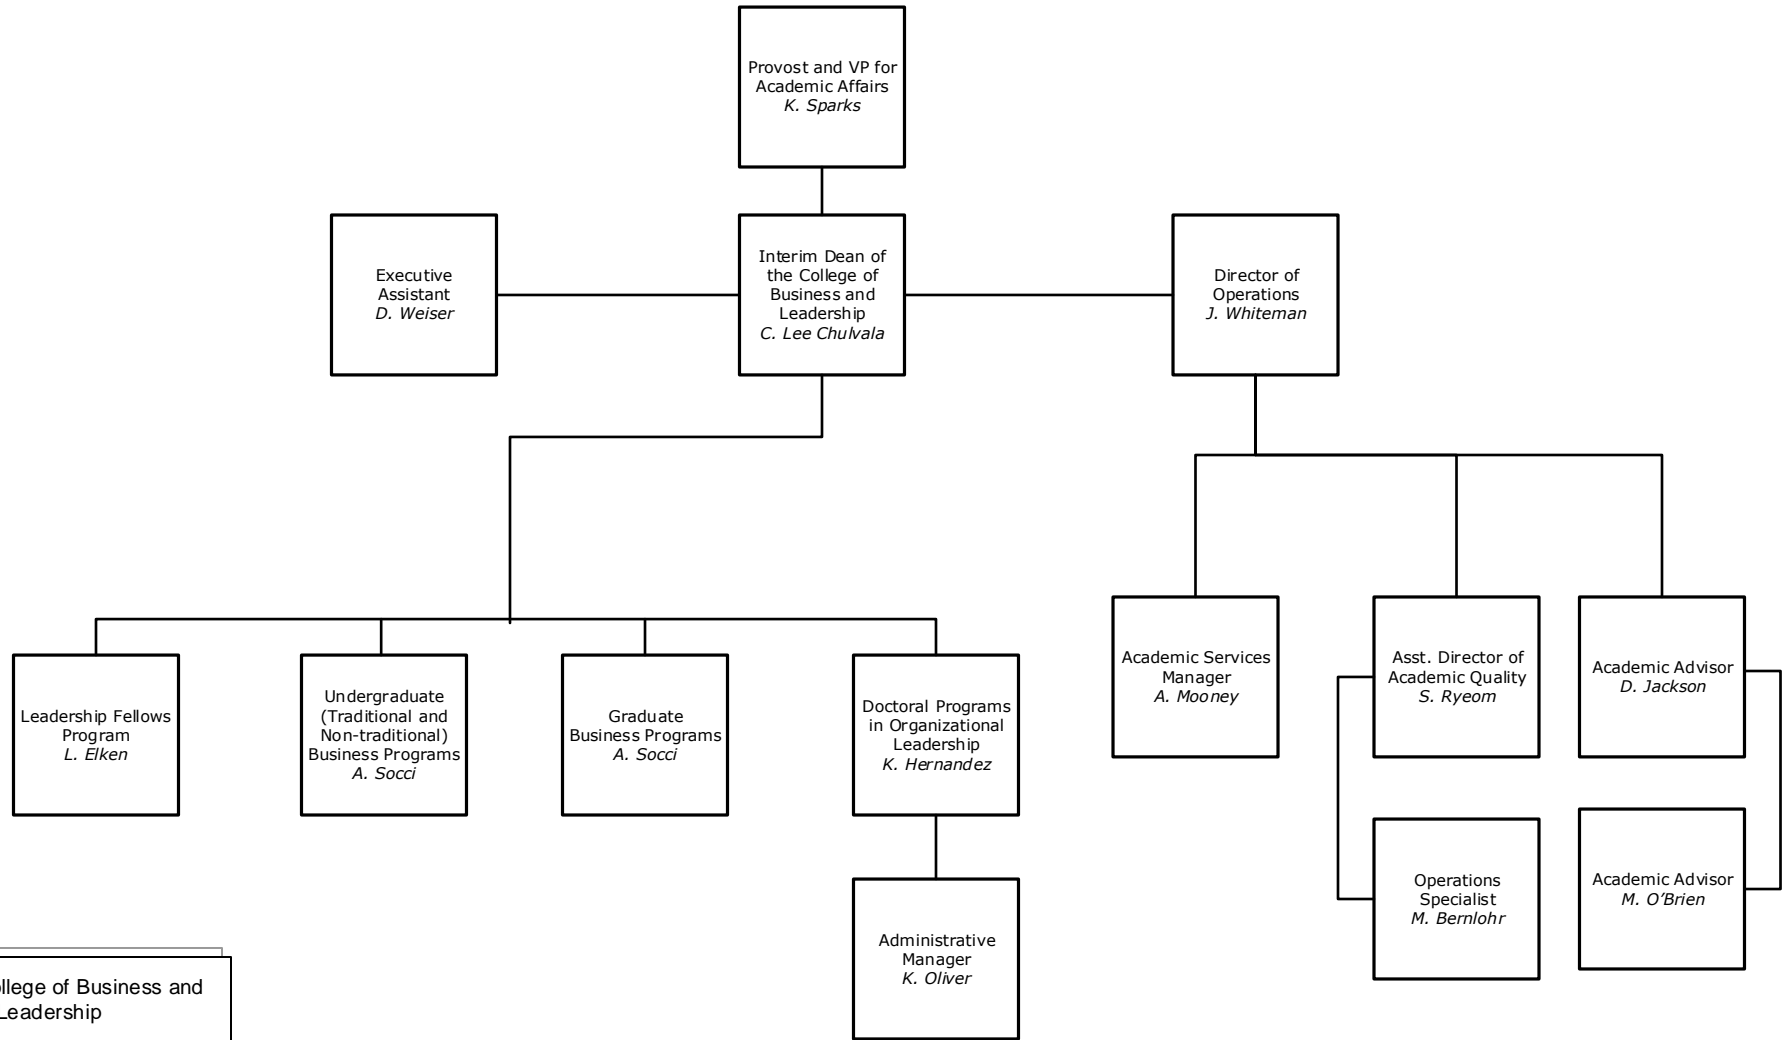 Provost and VP for
Academic Affairs
K. Sparks
Executive
Assistant
D. Weiser
Interim Dean of
the College of
Business and
Leadership
C. Lee Chulvala
Director of
Operations
J. Whiteman
Leadership Fellows
Program
L. Elken
Undergraduate
(Traditional and
Non-traditional)
Business Programs
A. Socci
Graduate
Business Programs
A. Socci
Doctoral Programs
in Organizational
Leadership
K. Hernandez
Academic Services
Manager
A. Mooney
Asst. Director of
Academic Quality
S. Ryeom
Academic Advisor
D. Jackson
Administrative
Manager
K. Oliver
Operations
Specialist
M. Bernlohr
Academic Advisor
M. O’Brien
llege of Business and
Leadership